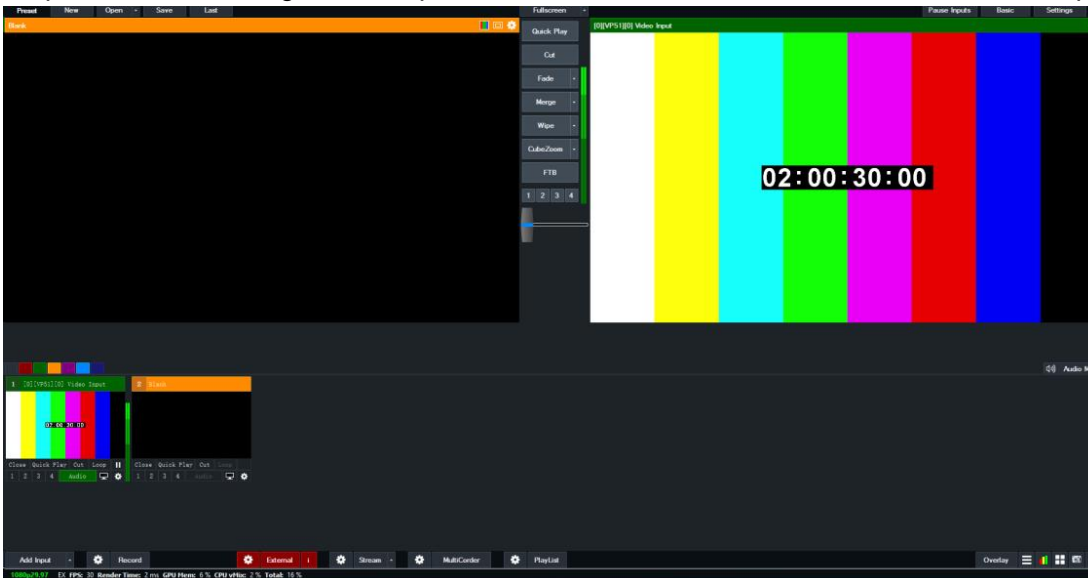 Preset New Open Save Last Fullscreen Pause Inputs Basic Settings
Blank
[0][VPS1][0] Video Input
Quick Play
Cut
Fade
Merge
Wipe
CubeZoom
FTB
1 2 3 4
02:00:30:00
Audio M
1 [0][VPS1][0] Video Input 2 Blank
02:00:30:00
Close Quick Play Cut Loop Close Quick Play Cut Loop
1 2 3 4 Audio 1 2 3 4 Audio
Add Input Record External Stream MultiCorder PlayList Overlay
1080p29.97 EX FPS: 30 Render Time: 2 ms GPU Mem: 6 % CPU vMix: 2 % Total: 16 %